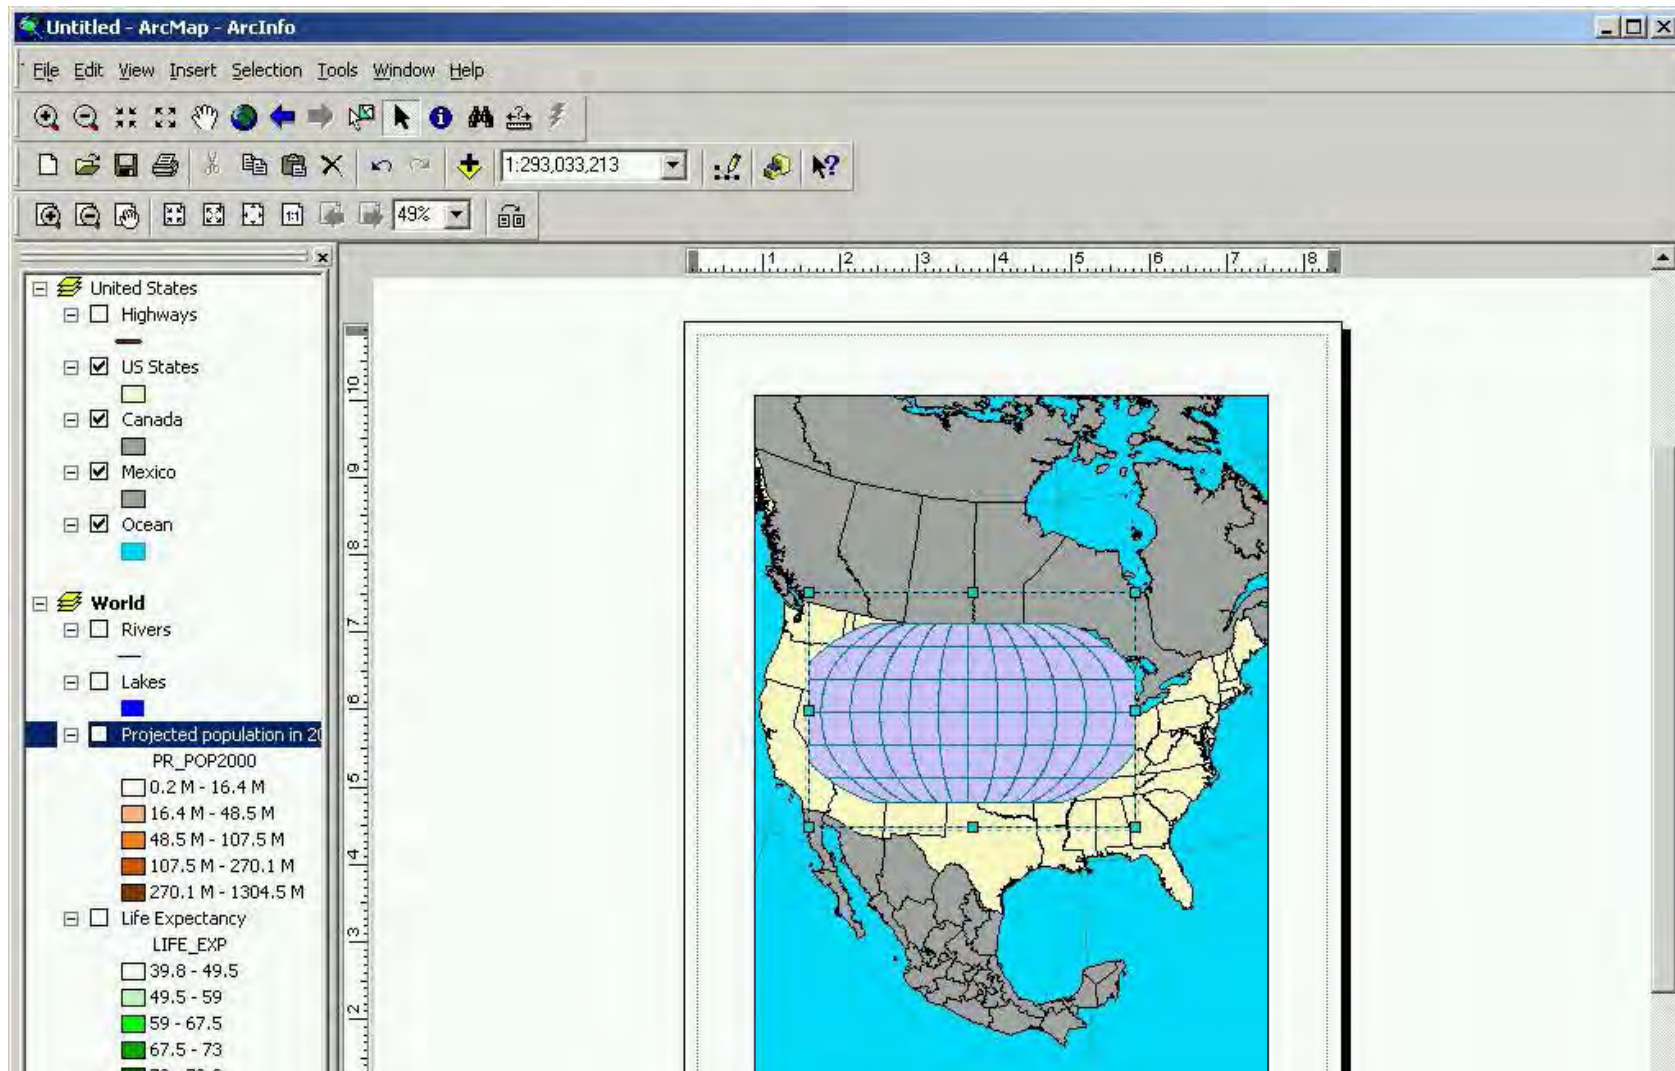 Untitled - ArcMap - ArcInfo
File Edit View Insert Selection Tools Window Help
1:293,033,213
1:1
49%
1 2 3 4 5 6 7 8
United States
Highways
US States
Canada
Mexico
Ocean
World
Rivers
Lakes
Projected population in 20
PR_POP2000
0.2 M - 16.4 M
16.4 M - 48.5 M
48.5 M - 107.5 M
107.5 M - 270.1 M
270.1 M - 1304.5 M
Life Expectancy
LIFE_EXP
39.8 - 49.5
49.5 - 59
59 - 67.5
67.5 - 73
10
9
8
7
6
5
4
3
2